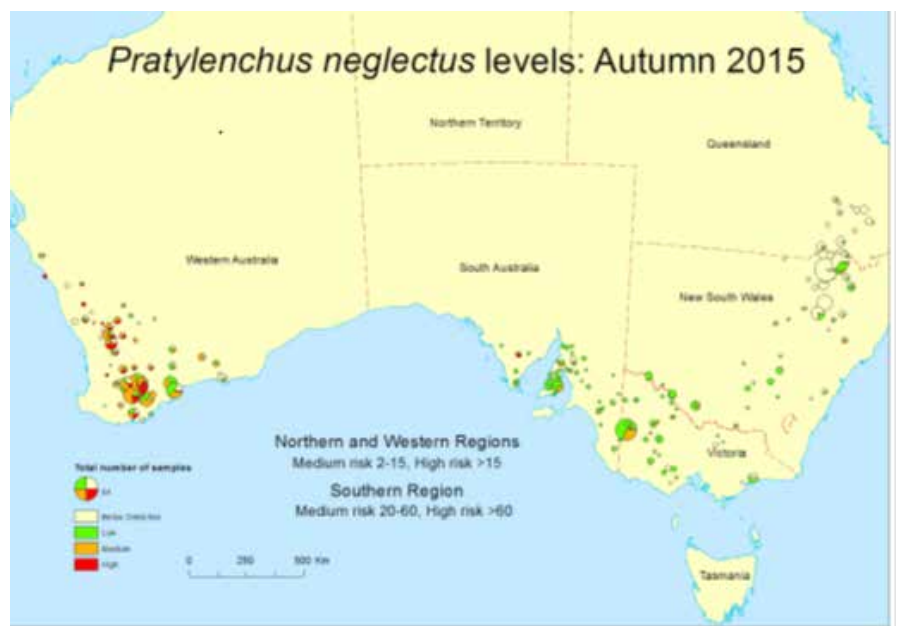 Pratylenchus neglectus levels: Autumn 2015
Northern Territory
Queensland
Western Australia
South Australia
New South Wales
Northern and Western Regions
Medium risk 2-15, High risk >15
Southern Region
Medium risk 20-60, High risk >60
Victoria
Total number of samples
Low
Medium
High
0 250 500 Km
Tasmania